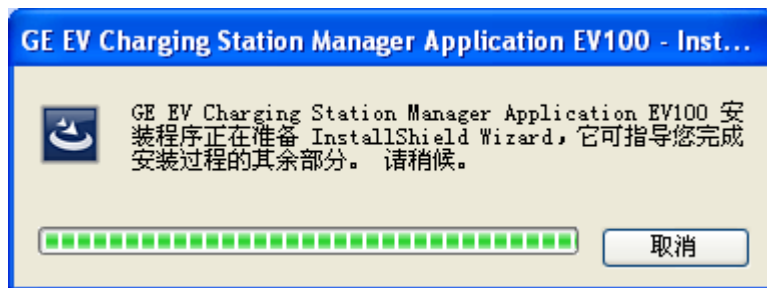 GE EV Charging Station Manager Application EV100 - Inst...
GE EV Charging Station Manager Application EV100 安
装程序正在准备 InstallShield Wizard，它可指导您完成
安装过程的其余部分。 请稍候。
取消